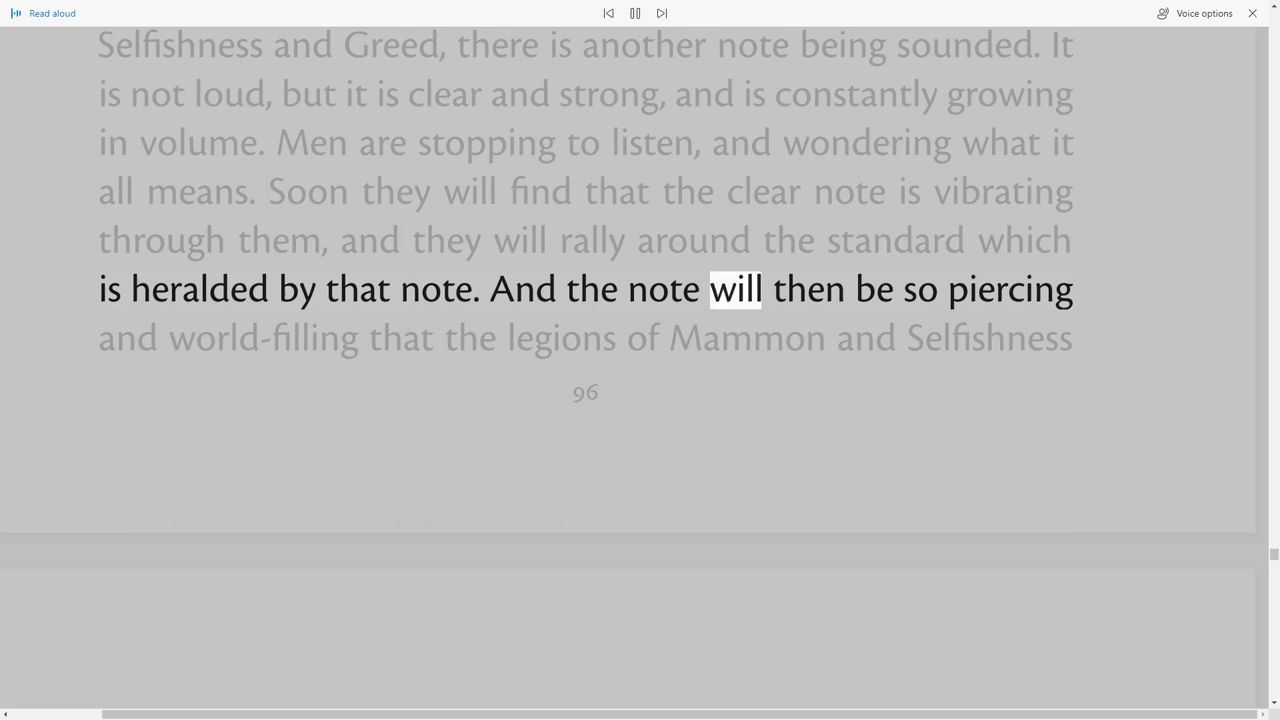 Read aloud
Voice options
Selfishness and Greed, there is another note being sounded. It
is not loud, but it is clear and strong, and is constantly growing
in volume. Men are stopping to listen, and wondering what it
all means. Soon they will find that the clear note is vibrating
through them, and they will rally around the standard which
is heralded by that note. And the note will then be so piercing
and world-filling that the legions of Mammon and Selfishness
96